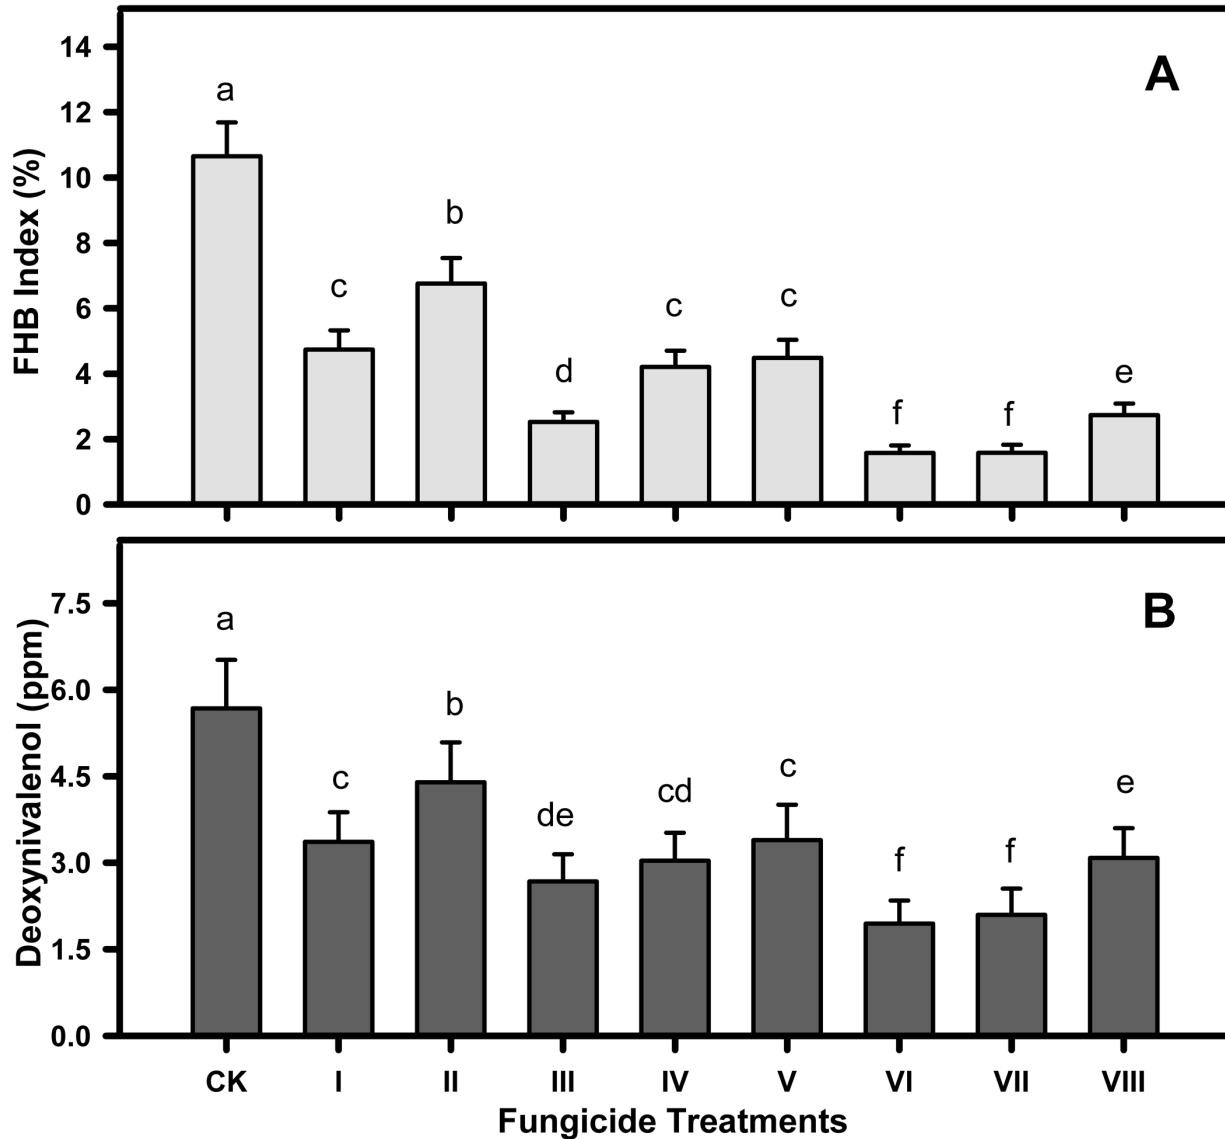 A
FHB Index (%)
14
12
10
8
6
4
2
0
a
c
b
d
c
c
f
f
e
B
Deoxynivalenol (ppm)
7.5
6.0
4.5
3.0
1.5
0.0
a
c
b
de
cd
c
f
f
e
CK I II III IV V VI VII VIII
Fungicide Treatments